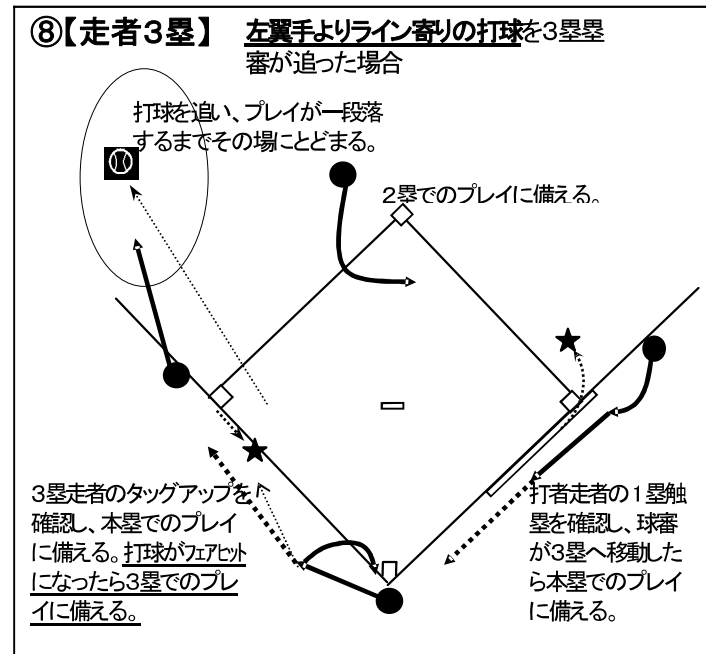 ⑧【走者３塁】 左翼手よりライン寄りの打球を３塁塁
審が追った場合
打球を追い、プレイが一段落
するまでその場にとどまる。
２塁でのプレイに備える。
３塁走者のタッグアップを
確認し、本塁でのプレイ
に備える。打球がフェアヒット
になったら３塁でのプレ
イに備える。
打者走者の１塁触
塁を確認し、球審
が３塁へ移動した
ら本塁でのプレイ
に備える。